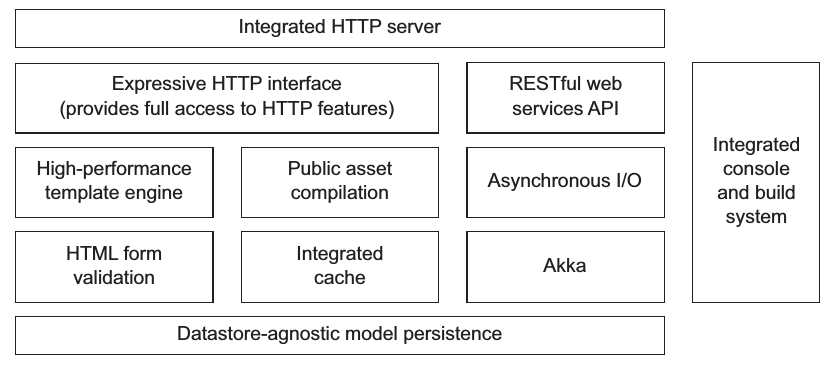 Integrated HTTP server
Expressive HTTP interface
(provides full access to HTTP features)
RESTful web
services API
Integrated
console
and build
system
High-performance
template engine
Public asset
compilation
Asynchronous I/O
HTML form
validation
Integrated
cache
Akka
Datastore-agnostic model persistence